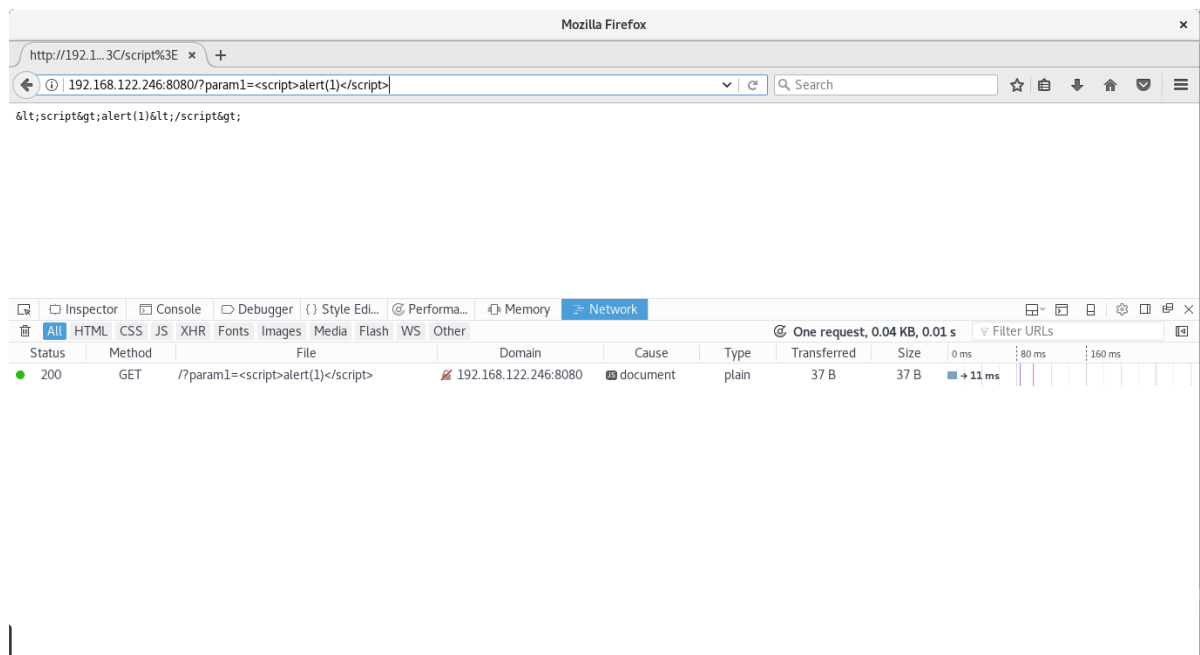 Mozilla Firefox ×
http://192.1... 3C/script%3E × +
192.168.122.246:8080/?param1=<script>alert(1)</script> Search
&lt;script&gt;alert(1)&lt;/script&gt;
Inspector Console Debugger {} Style Edi... Performa... Memory Network
All HTML CSS JS XHR Fonts Images Media Flash WS Other One request, 0.04 KB, 0.01 s Filter URLs
Status Method File Domain Cause Type Transferred Size 0 ms 80 ms 160 ms
200 GET /?param1=<script>alert(1)</script> 192.168.122.246:8080 JS document plain 37 B 37 B → 11 ms